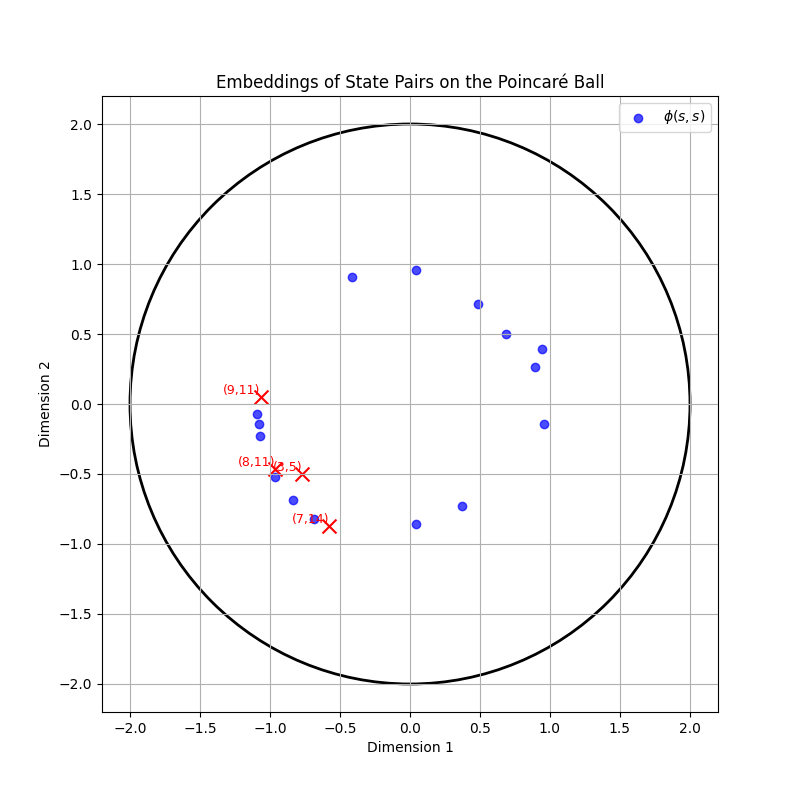 Embeddings of State Pairs on the Poincaré Ball
ϕ(s, s)
2.0
1.5
1.0
0.5
0.0
−0.5
−1.0
−1.5
−2.0
Dimension 2
(9,11)
(8,11)
(3,5)
(7,14)
−2.0 −1.5 −1.0 −0.5 0.0 0.5 1.0 1.5 2.0
Dimension 1